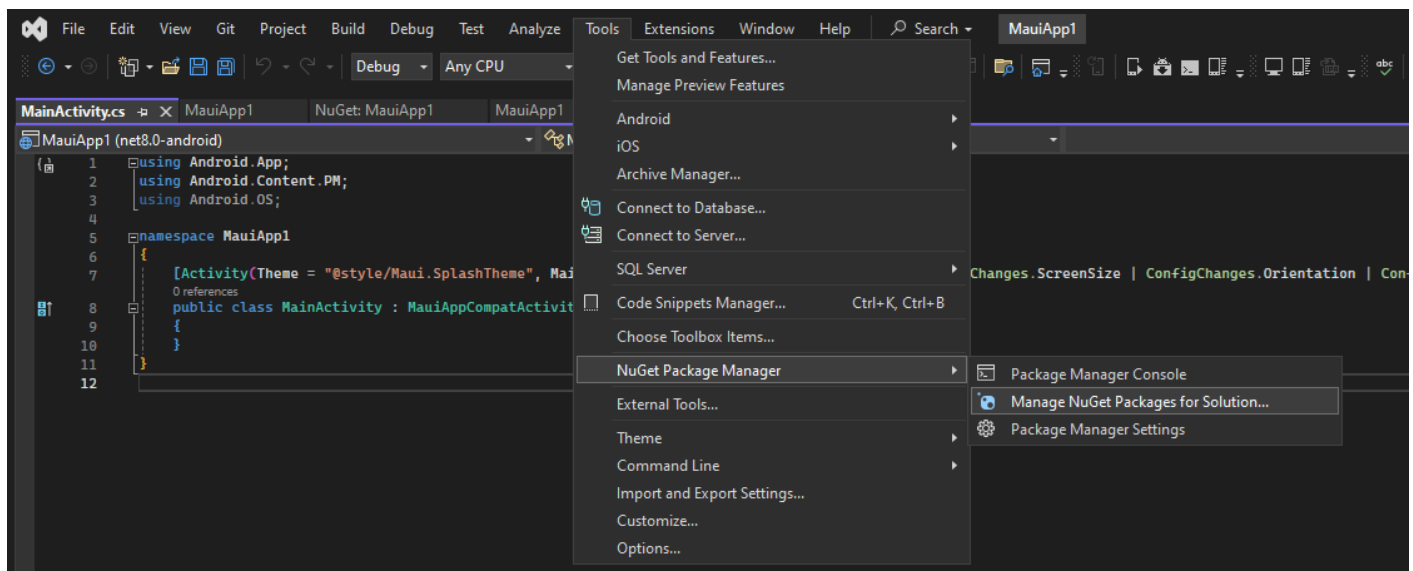 File Edit View Git Project Build Debug Test Analyze Tools Extensions Window Help Search MauiApp1
Debug Any CPU
MainActivity.cs MauiApp1 NuGet: MauiApp1 MauiApp1
MauiApp1 (net8.0-android)
1 using Android.App;
2 using Android.Content.PM;
3 using Android.OS;
4
5 namespace MauiApp1
6 {
7 [Activity(Theme = "@style/Maui.SplashTheme", Mai Changes.ScreenSize | ConfigChanges.Orientation | Con
0 references
8 public class MainActivity : MauiAppCompatActivit
9 {
10 }
11 }
12
Get Tools and Features...
Manage Preview Features
Android
iOS
Archive Manager...
Connect to Database...
Connect to Server...
SQL Server
Code Snippets Manager... Ctrl+K, Ctrl+B
Choose Toolbox Items...
NuGet Package Manager
External Tools...
Theme
Command Line
Import and Export Settings...
Customize...
Options...
Package Manager Console
Manage NuGet Packages for Solution...
Package Manager Settings
abc